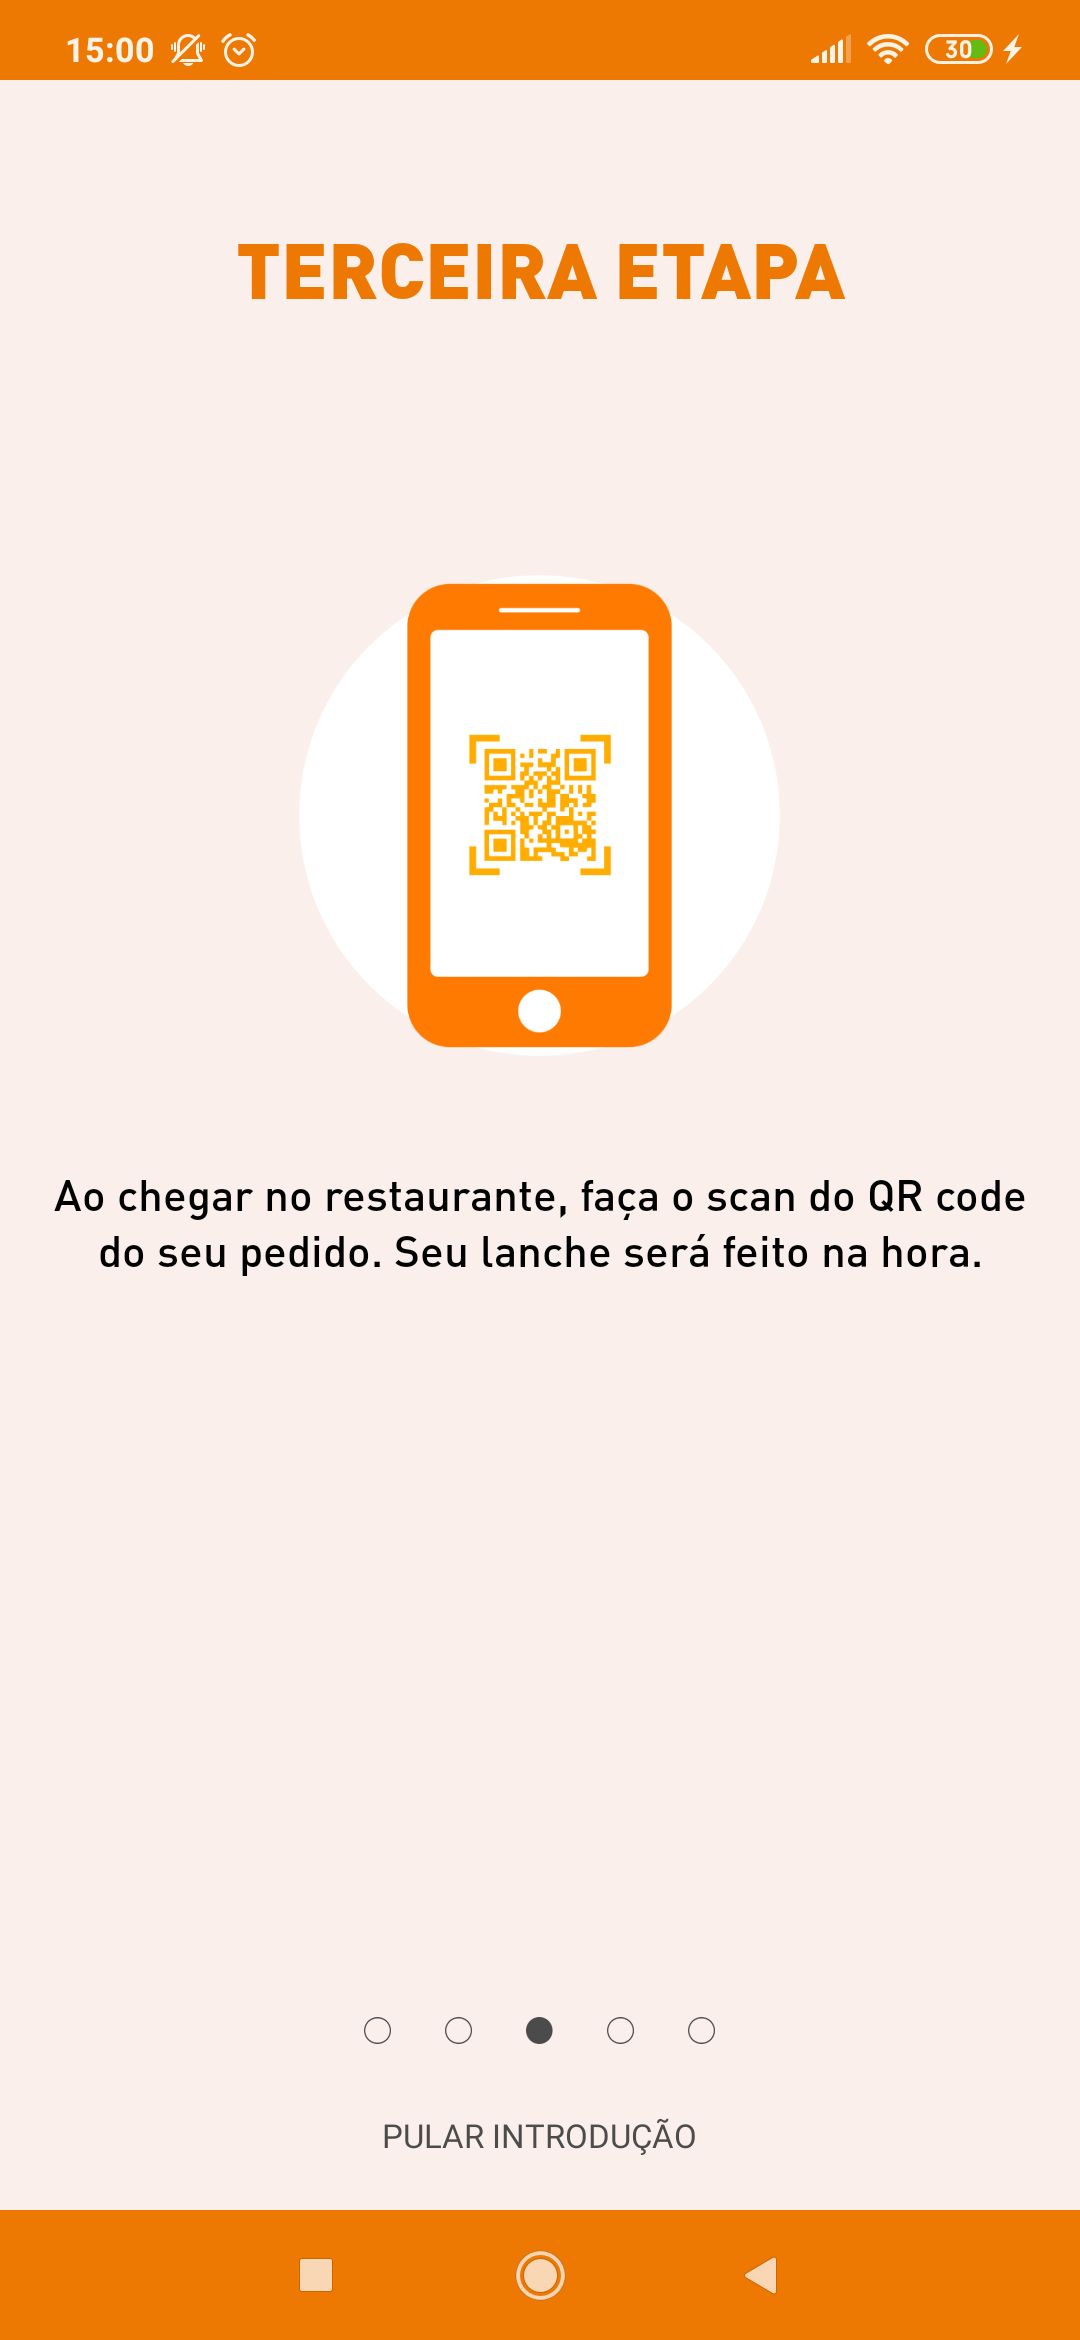 15:00
30
TERCEIRA ETAPA
Ao chegar no restaurante, faça o scan do QR code
do seu pedido. Seu lanche será feito na hora.
PULAR INTRODUÇÃO